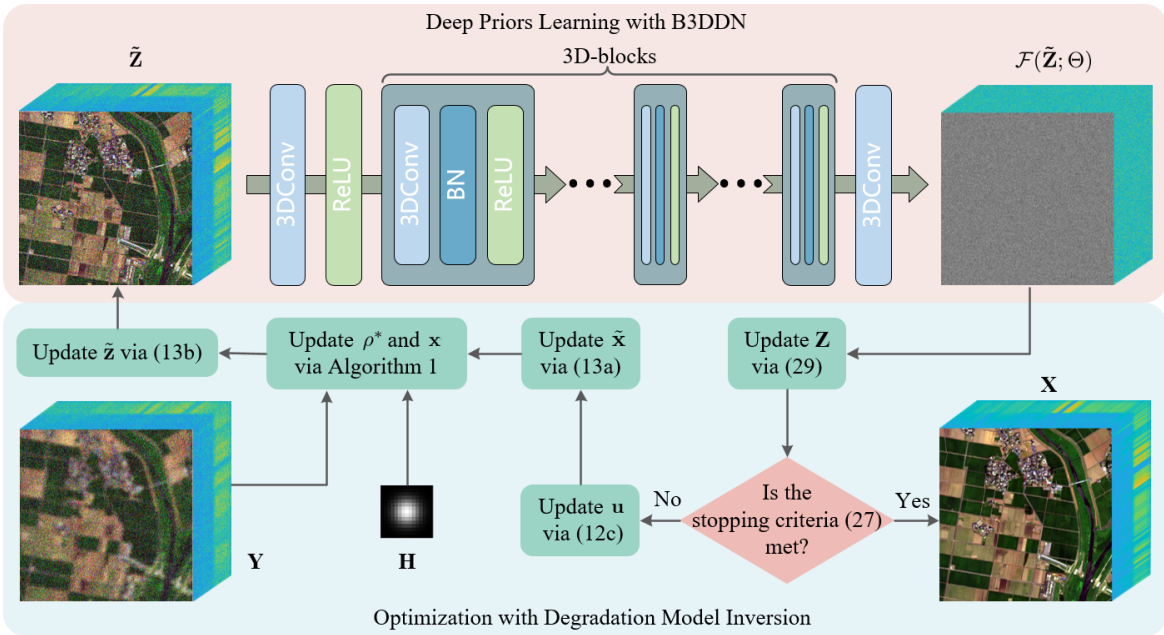 Deep Priors Learning with B3DDN
Z̃
3D-blocks
ℱ(Z̃; Θ)
3DConv
ReLU
3DConv
BN
ReLU
3DConv
Update z̃ via (13b)
Update ρ* and x
via Algorithm 1
Update x̃
via (13a)
Update Z
via (29)
X
Y
H
Update u
via (12c)
No
Is the
stopping criteria (27)
met?
Yes
Optimization with Degradation Model Inversion